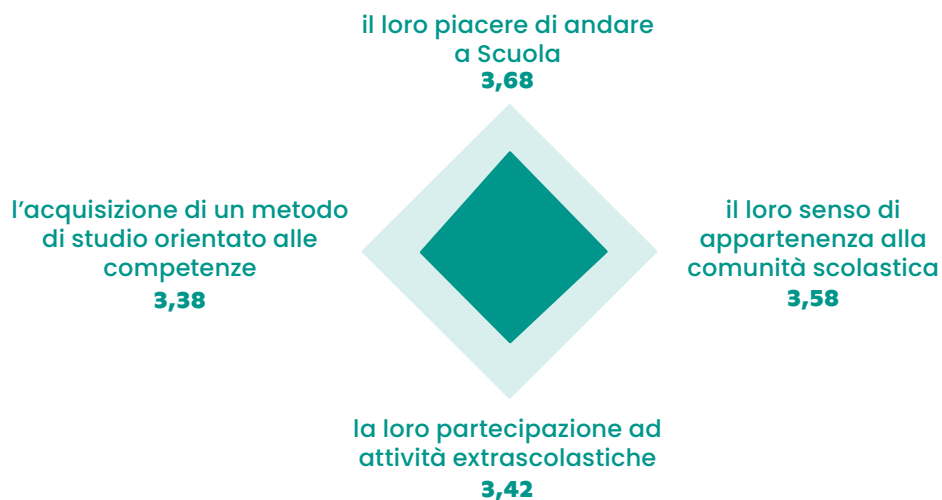 il loro piacere di andare
a Scuola
3,68
l’acquisizione di un metodo
di studio orientato alle
competenze
3,38
il loro senso di
appartenenza alla
comunità scolastica
3,58
la loro partecipazione ad
attività extrascolastiche
3,42